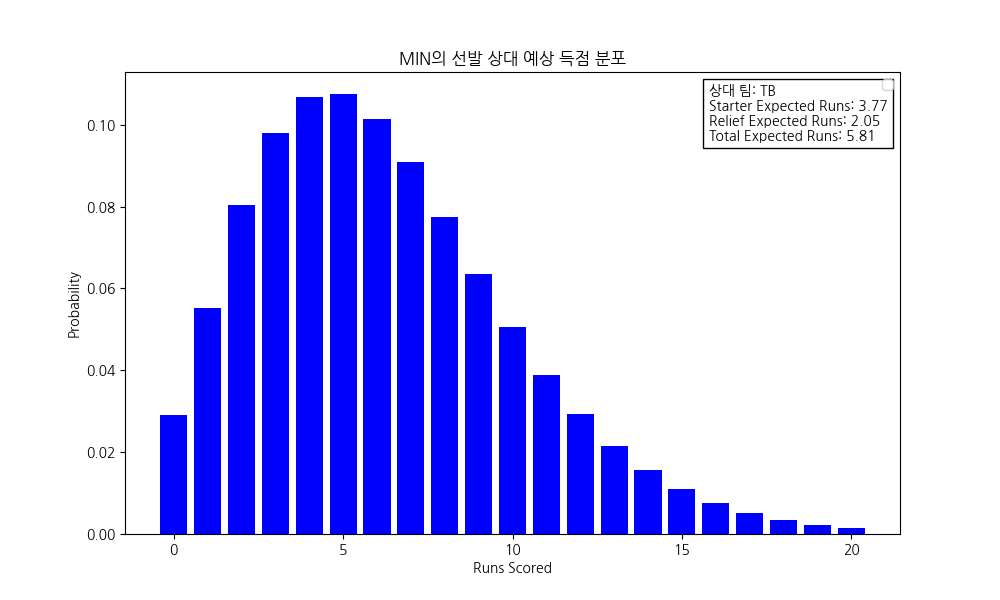 MIN의 선발 상대 예상 득점 분포
상대 팀: TB
Starter Expected Runs: 3.77
Relief Expected Runs: 2.05
Total Expected Runs: 5.81
Probability
0.10
0.08
0.06
0.04
0.02
0.00
0 5 10 15 20
Runs Scored